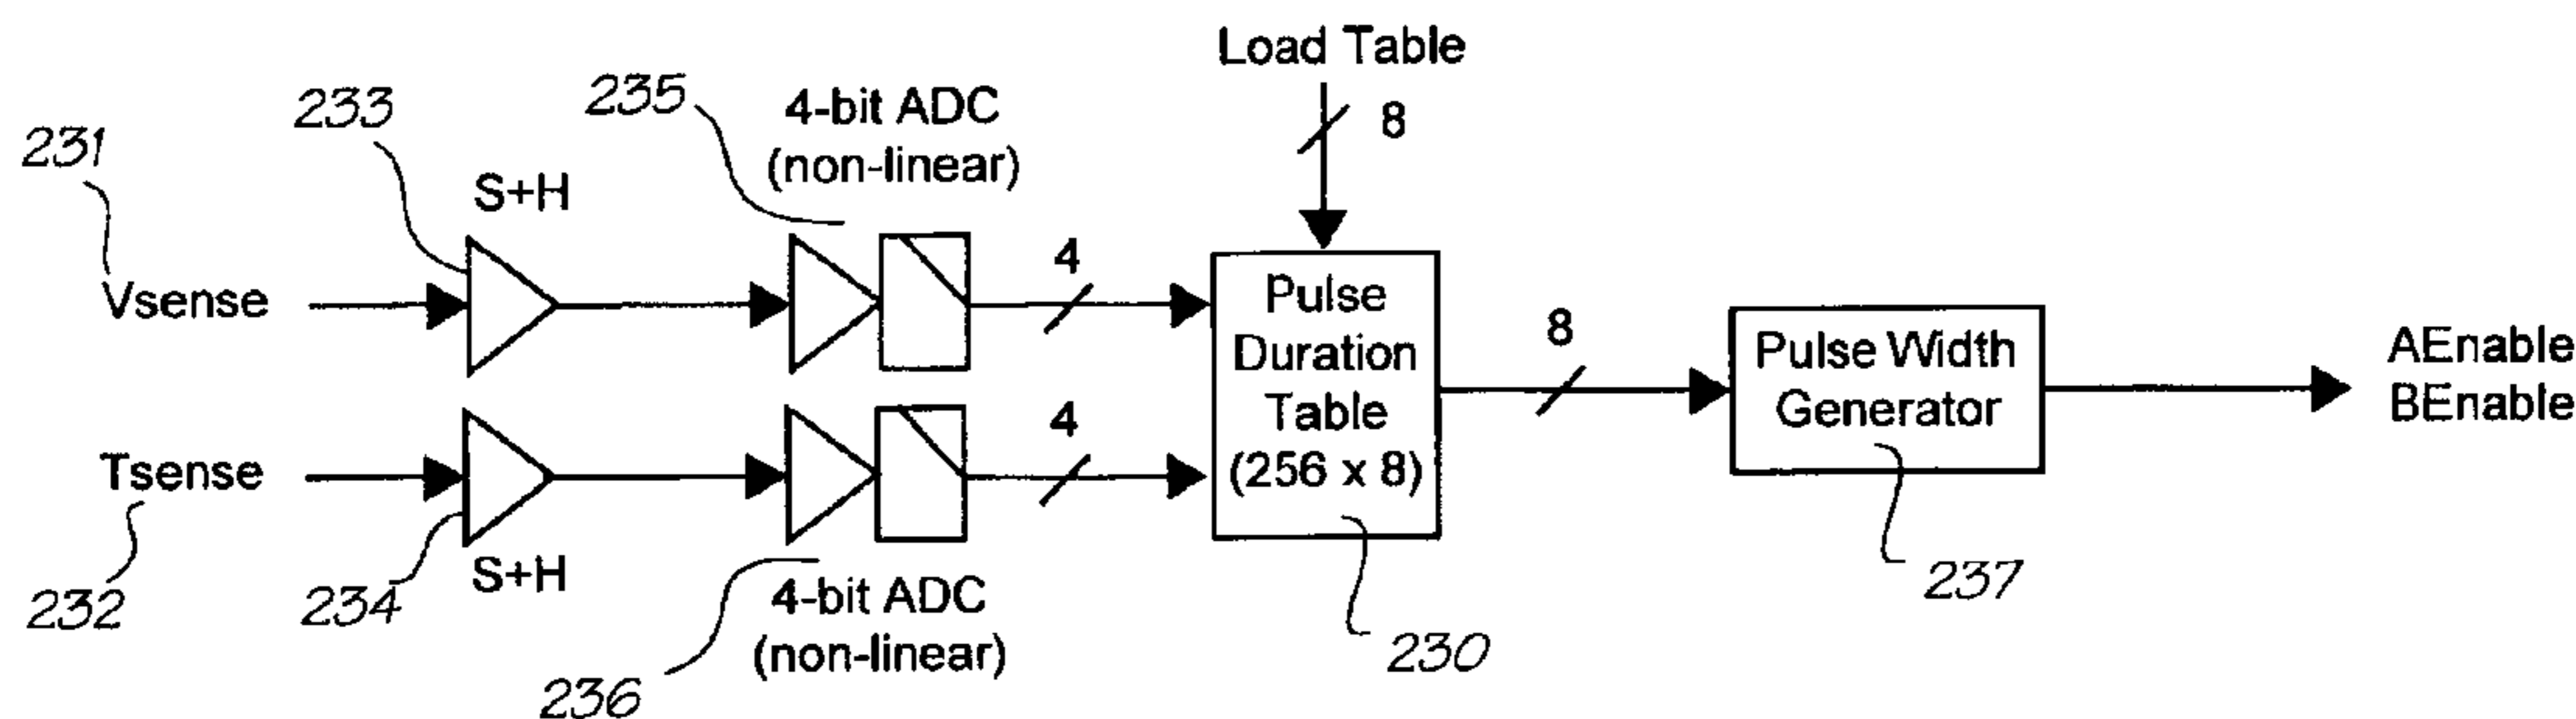 Load Table
8
235
4-bit ADC
(non-linear)
233
231
S+H
Vsense
4
Pulse
Duration
Table
(256 x 8)
8
Pulse Width
Generator
AEnable
BEnable
Tsense
4
232
234
S+H
4-bit ADC
(non-linear)
236
230
237